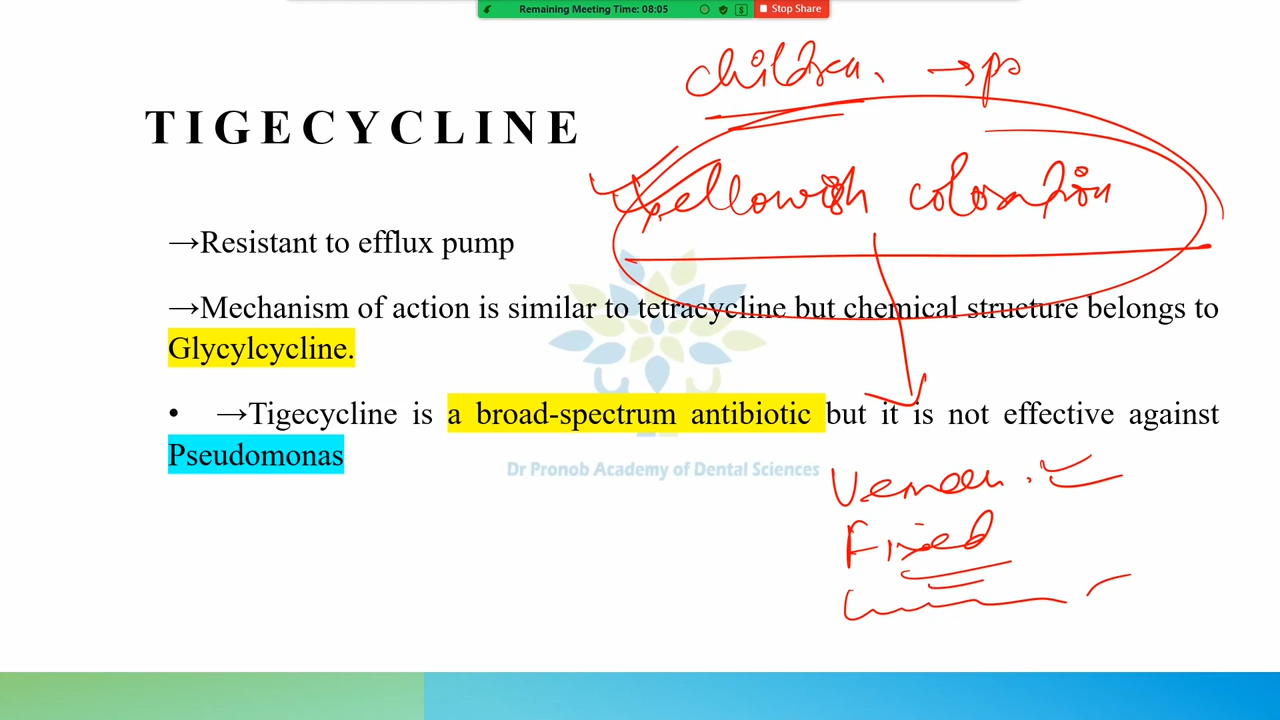 Remaining Meeting Time: 08:05 Stop Share
children.
TIGECYCLINE
Yellowish coloration
→Resistant to efflux pump
→Mechanism of action is similar to tetracycline but chemical structure belongs to
Glycylcycline.
• →Tigecycline is a broad-spectrum antibiotic but it is not effective against
Pseudomonas
Dr Pronob Academy of Dental Sciences
Fixed